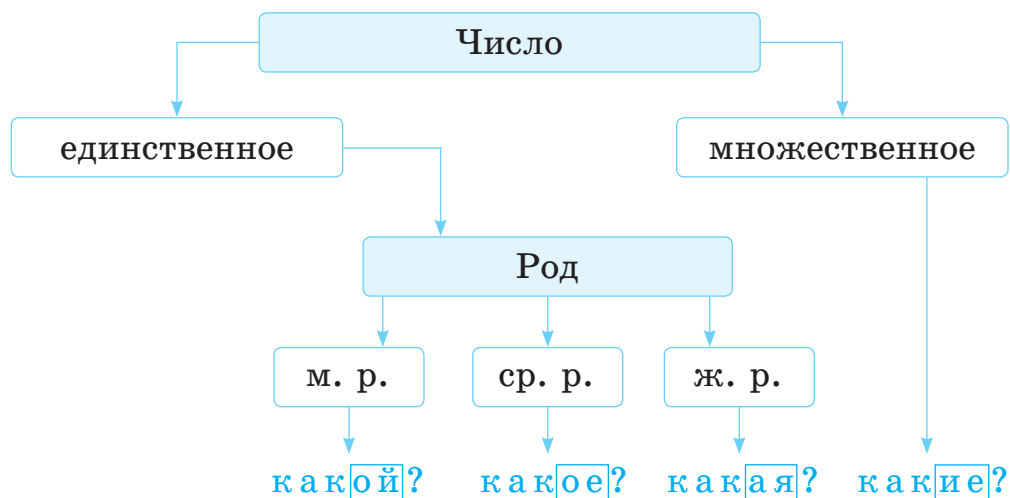 Число
единственное множественное
Род
м. р. ср. р. ж. р.
какой? какое? какая? какие?